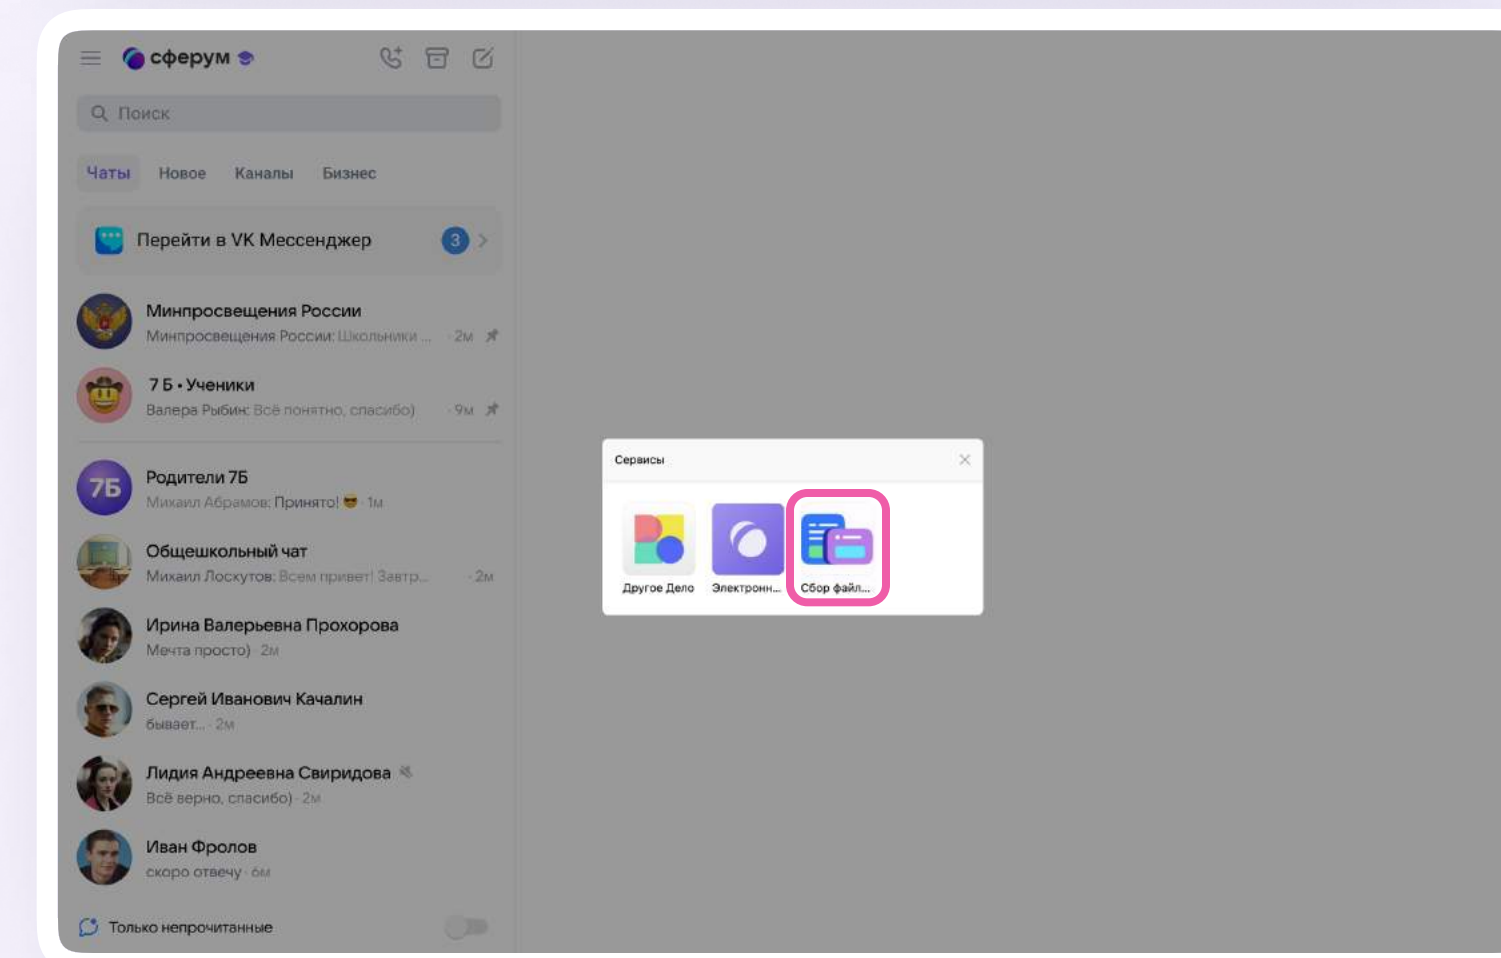 сферум
Поиск
Чаты Новое Каналы Бизнес
Перейти в VK Мессенджер 3
Минпросвещения России
Минпросвещения России: Школьники ... · 2м
7 Б • Ученики
Валера Рыбин: Всё понятно, спасибо) · 9м
7Б
Родители 7Б
Михаил Абрамов: Принято! 😎 · 1м
Общешкольный чат
Михаил Лоскутов: Всем привет! Завтр... · 2м
Ирина Валерьевна Прохорова
Мечта просто) · 2м
Сергей Иванович Качалин
бывает... · 2м
Лидия Андреевна Свиридова
Всё верно, спасибо) · 2м
Иван Фролов
скоро отвечу · 6м
Только непрочитанные
Сервисы
Другое Дело Электронн... Сбор файл...